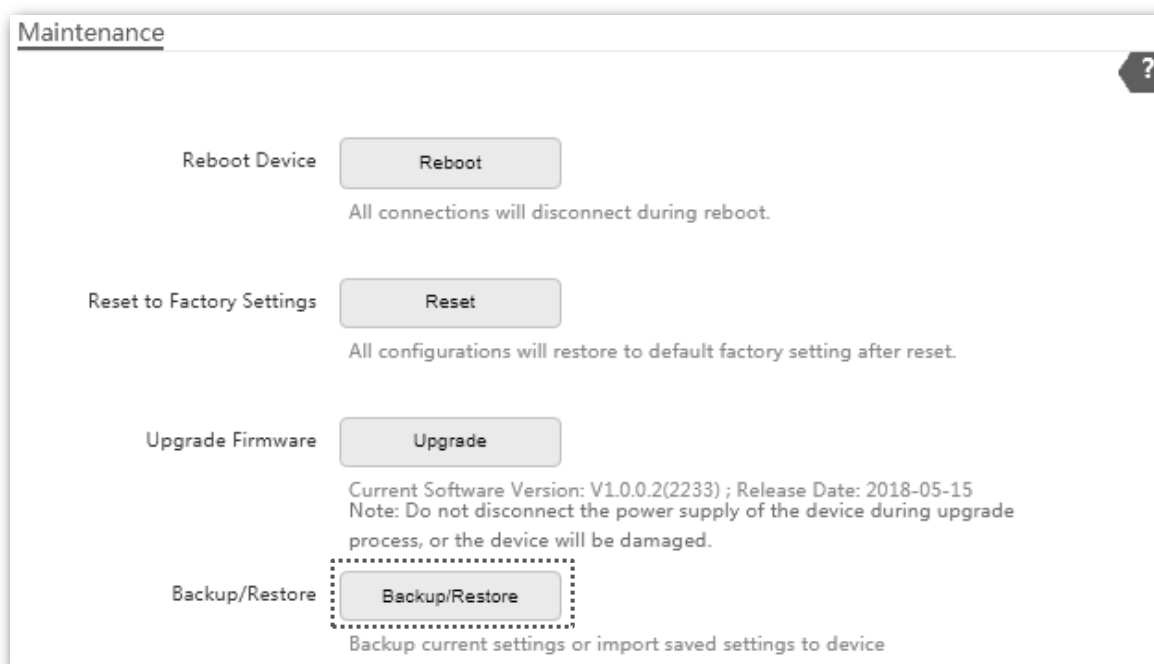 Maintenance
?
Reboot Device Reboot
All connections will disconnect during reboot.
Reset to Factory Settings Reset
All configurations will restore to default factory setting after reset.
Upgrade Firmware Upgrade
Current Software Version: V1.0.0.2(2233) ; Release Date: 2018-05-15
Note: Do not disconnect the power supply of the device during upgrade
process, or the device will be damaged.
Backup/Restore Backup/Restore
Backup current settings or import saved settings to device